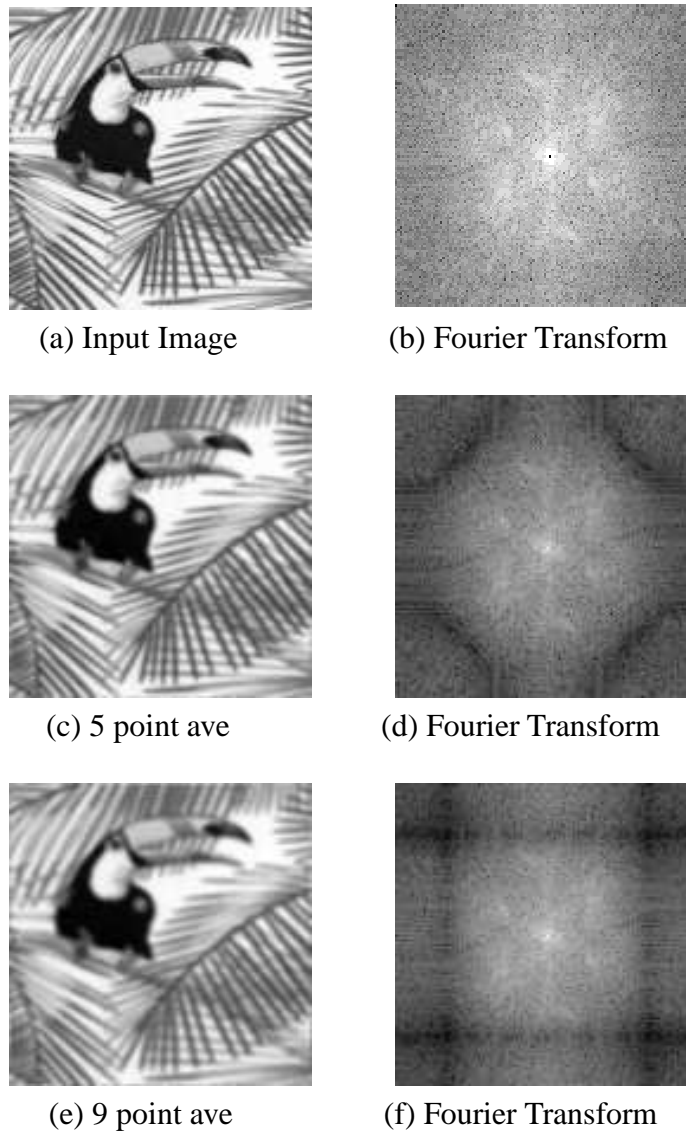 (a) Input Image
(b) Fourier Transform
(c) 5 point ave
(d) Fourier Transform
(e) 9 point ave
(f) Fourier Transform